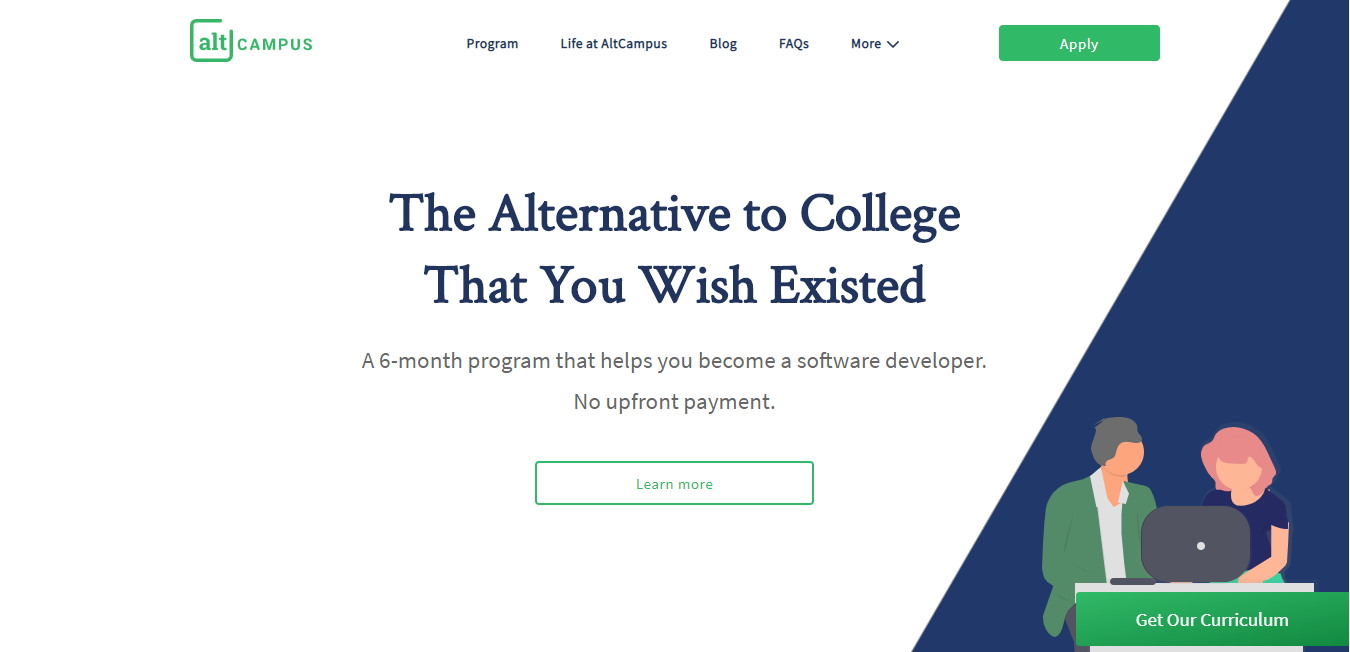 alt CAMPUS
Program
Life at AltCampus
Blog
FAQs
More
Apply
The Alternative to College
That You Wish Existed
A 6-month program that helps you become a software developer.
No upfront payment.
Learn more
Get Our Curriculum